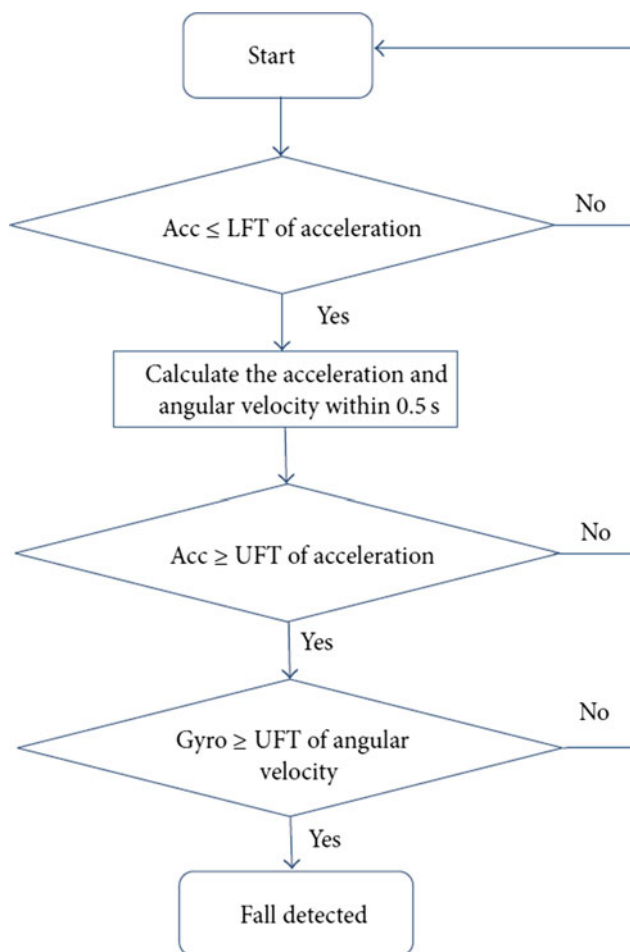 Start
Acc ≤ LFT of acceleration
No
Yes
Calculate the acceleration and
angular velocity within 0.5 s
Acc ≥ UFT of acceleration
No
Yes
Gyro ≥ UFT of angular
velocity
No
Yes
Fall detected